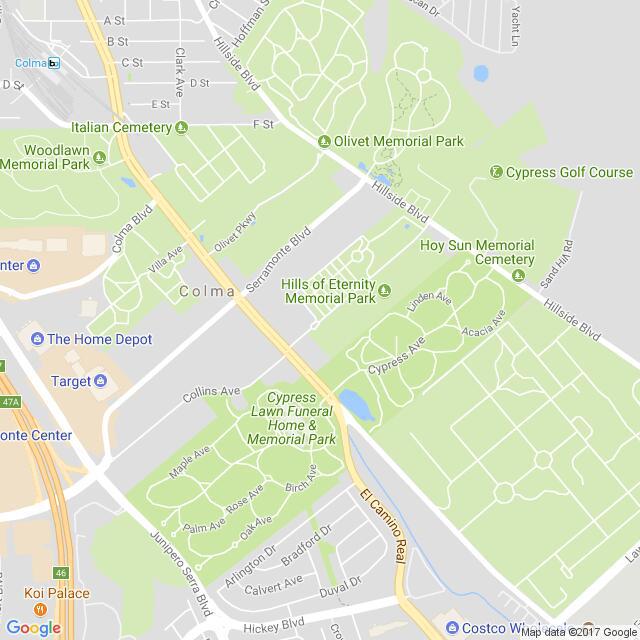 A St
B St
C St
D St
E St
F St
Clark Ave
Hoffman S
Hillside Blvd
can Dr
Yacht Ln
Colma
D S
Italian Cemetery
Olivet Memorial Park
Woodlawn
Memorial Park
Cypress Golf Course
Hillside Blvd
Colma Blvd
Olivet Pkwy
Villa Ave
Serramonte Blvd
Hoy Sun Memorial
Cemetery
Sand Hill Rd
enter
Colma
Hills of Eternity
Memorial Park
Linden Ave
Acacia Ave
Hillside Blvd
The Home Depot
Cypress Ave
Target
Collins Ave
47A
Cypress
Lawn Funeral
Home &
Memorial Park
onte Center
Maple Ave
Rose Ave
Birch Ave
Palm Ave
Oak Ave
El Camino Real
Junipero Serra Blvd
Arlington Dr
Bradford Dr
Calvert Ave
Duval Dr
46
Koi Palace
Hickey Blvd
Costco Wholesale
Google
Map data ©2017 Google